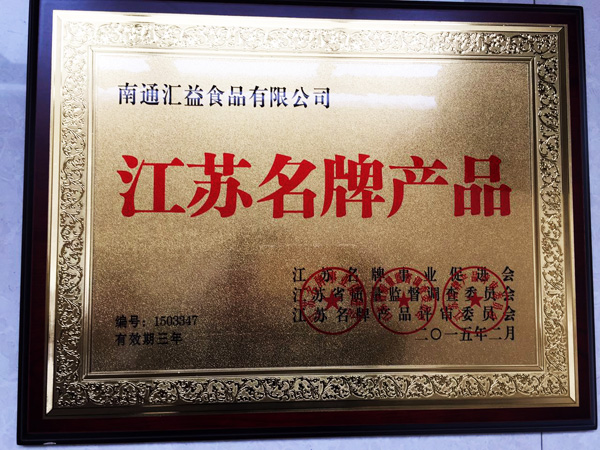 南通汇益食品有限公司
江苏名牌产品
江苏名牌事业促进会
江苏省质量监督调查委员会
江苏名牌产品评审委员会
编号：1503347
有效期三年
二〇一五年二月